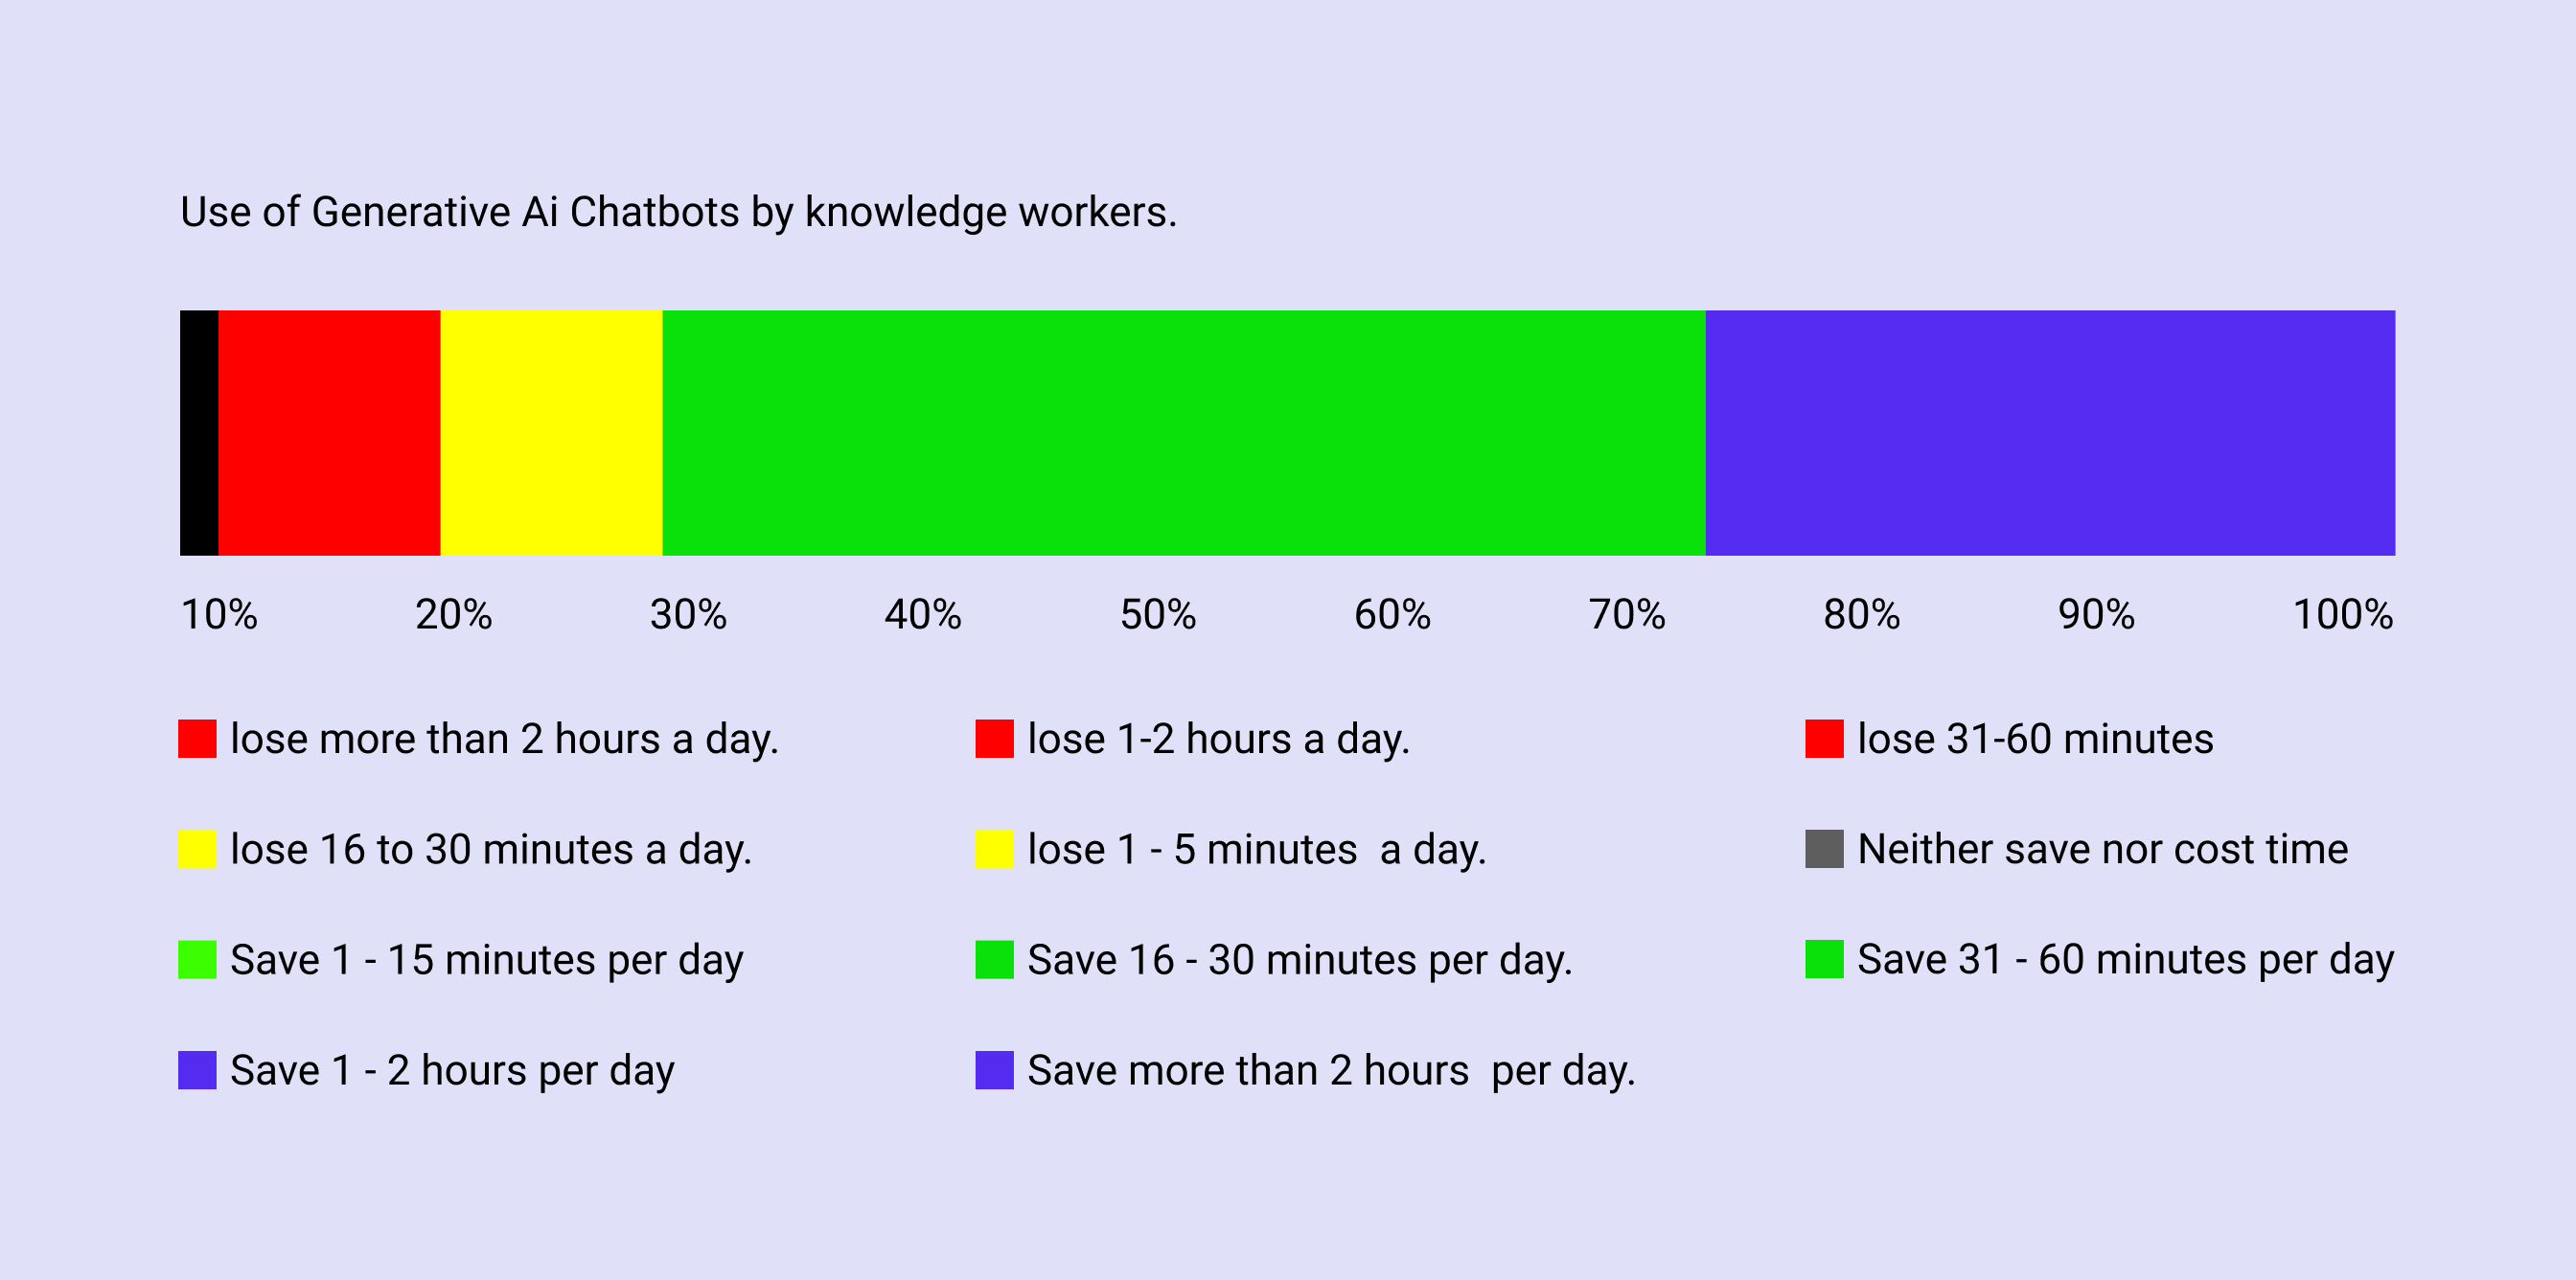 Use of Generative Ai Chatbots by knowledge workers.
10% 20% 30% 40% 50% 60% 70% 80% 90% 100%
lose more than 2 hours a day. lose 1-2 hours a day. lose 31-60 minutes
lose 16 to 30 minutes a day. lose 1 - 5 minutes  a day. Neither save nor cost time
Save 1 - 15 minutes per day Save 16 - 30 minutes per day. Save 31 - 60 minutes per day
Save 1 - 2 hours per day Save more than 2 hours  per day.